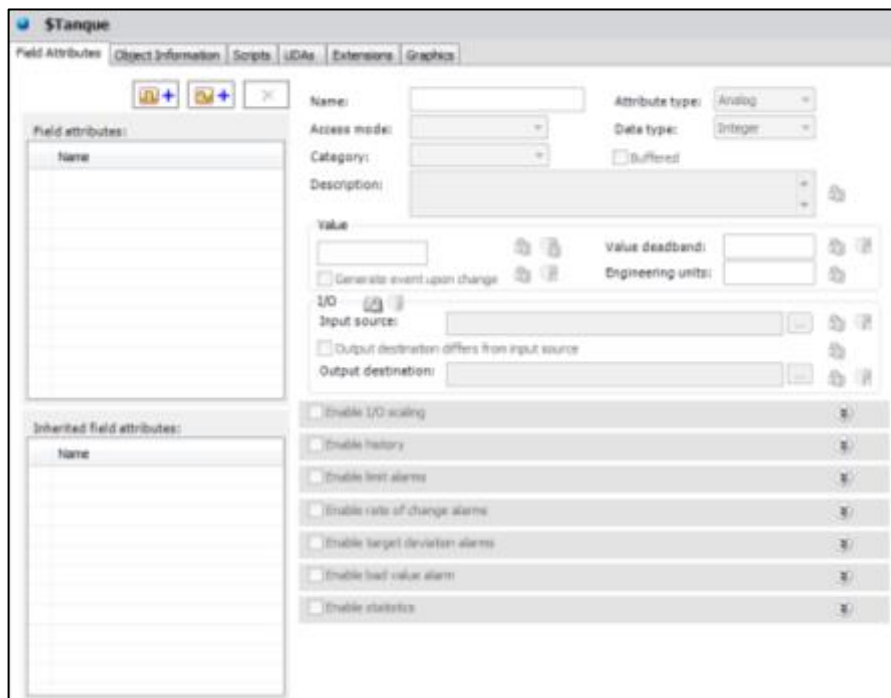 $Tanque
Field Attributes Object Information Scripts UDAs Extensions Graphics
Name: Attribute type: Analog
Field attributes: Access mode: Data type: Integer
Name Category: Buffered
Description:
Value
Value deadband:
Generate event upon change Engineering units:
I/O
Input source: ...
Output destination differs from input source
Output destination: ...
Enable I/O scaling
Inherited field attributes:
Name Enable history
Enable limit alarms
Enable rate of change alarms
Enable target deviation alarms
Enable bad value alarm
Enable statistics